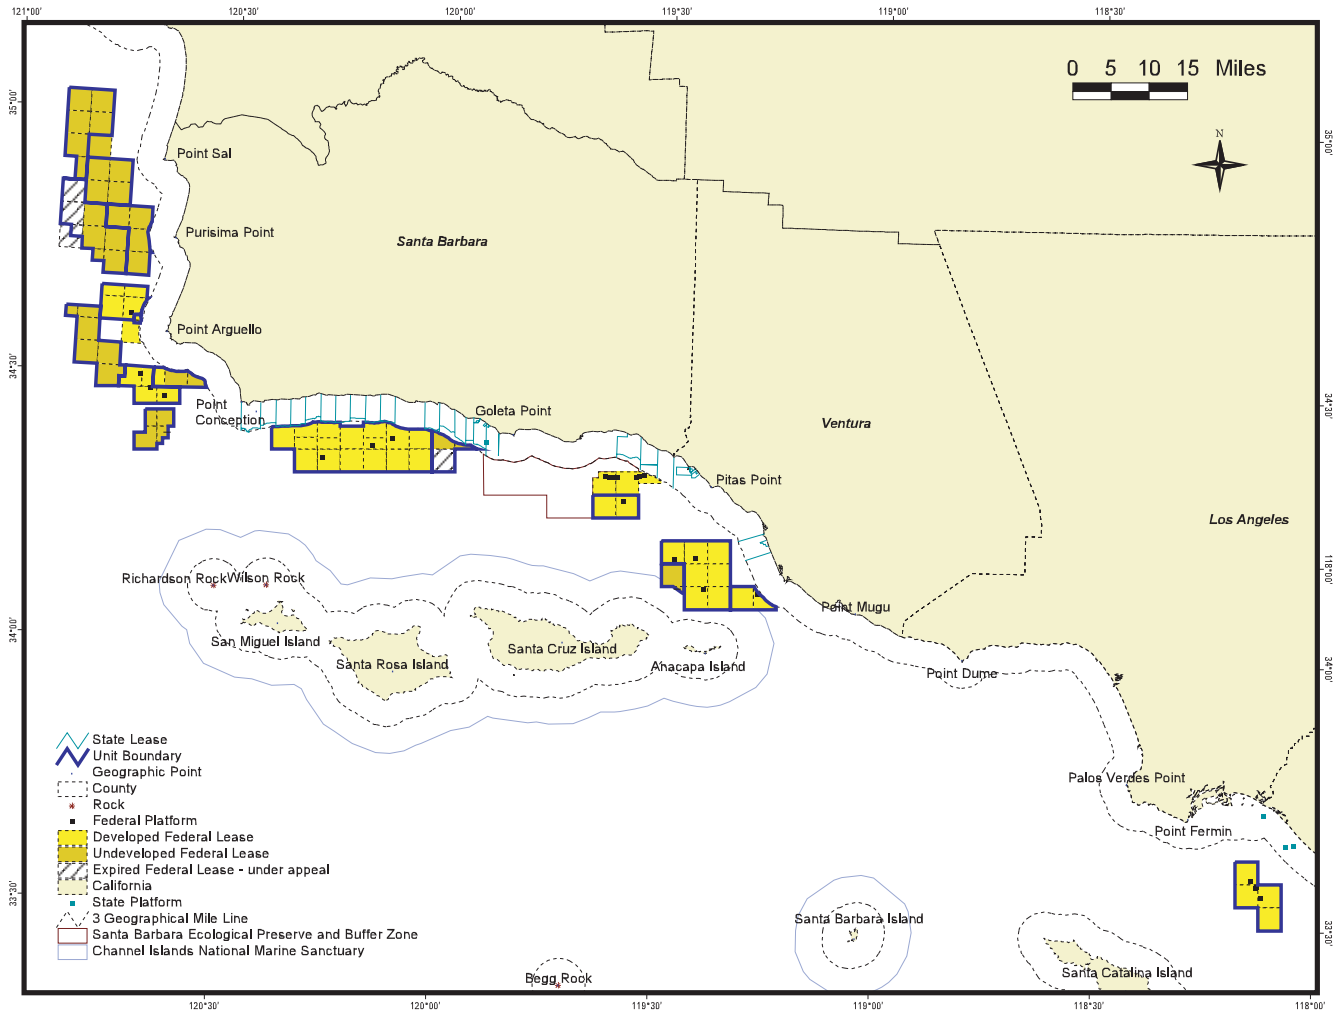 121°00'
120°30'
120°00'
119°30'
119°00'
118°30'
0 5 10 15 Miles
N
35°00'
35°00'
Point Sal
Purisima Point
Santa Barbara
Point Arguello
34°30'
34°30'
Point
Conception
Goleta Point
Ventura
Pitas Point
Los Angeles
118°00'
Richardson Rock
Wilson Rock
Point Mugu
34°00'
San Miguel Island
Santa Cruz Island
Santa Rosa Island
Anacapa Island
Point Dume
34°00'
State Lease
Unit Boundary
Geographic Point
County
Rock
Federal Platform
Developed Federal Lease
Undeveloped Federal Lease
Expired Federal Lease - under appeal
California
State Platform
3 Geographical Mile Line
Santa Barbara Ecological Preserve and Buffer Zone
Channel Islands National Marine Sanctuary
Palos Verdes Point
Point Fermin
33°30'
33°30'
Santa Barbara Island
Begg Rock
Santa Catalina Island
120°30'
120°00'
119°30'
119°00'
118°30'
118°00'